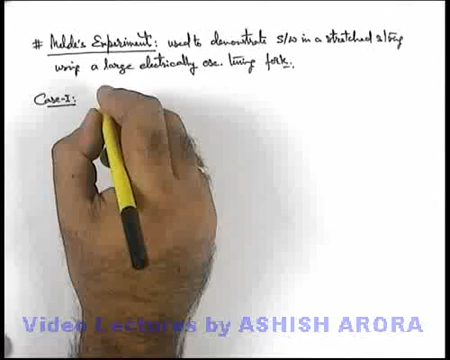 # Melde's Experiment: used to demonstrate S/W in a stretched string
using a large electrically osc. tuning fork.
Case-I:
Video Lectures by ASHISH ARORA